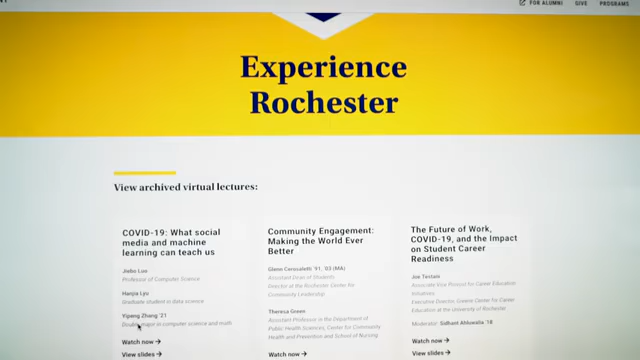 FOR ALUMNI GIVE PROGRAMS
Experience
Rochester
View archived virtual lectures:
COVID-19: What social
media and machine
learning can teach us
Jiebo Luo
Professor of Computer Science
Hanjia Lyu
Graduate student in data science
Yipeng Zhang '21
Double major in computer science and math
Watch now →
View slides →
Community Engagement:
Making the World Ever
Better
Glenn Cerosaletti '91, '03 (MA)
Assistant Dean of Students
Director at the Rochester Center for
Community Leadership
Theresa Green
Assistant Professor in the Department of
Public Health Sciences, Center for Community
Health and Prevention and School of Nursing
Watch now →
The Future of Work,
COVID-19, and the Impact
on Student Career
Readiness
Joe Testani
Associate Vice Provost for Career Education
Initiatives
Executive Director, Greene Center for Career
Education at the University of Rochester
Moderator: Sidhant Ahluwalia '18
Watch now →
View slides →